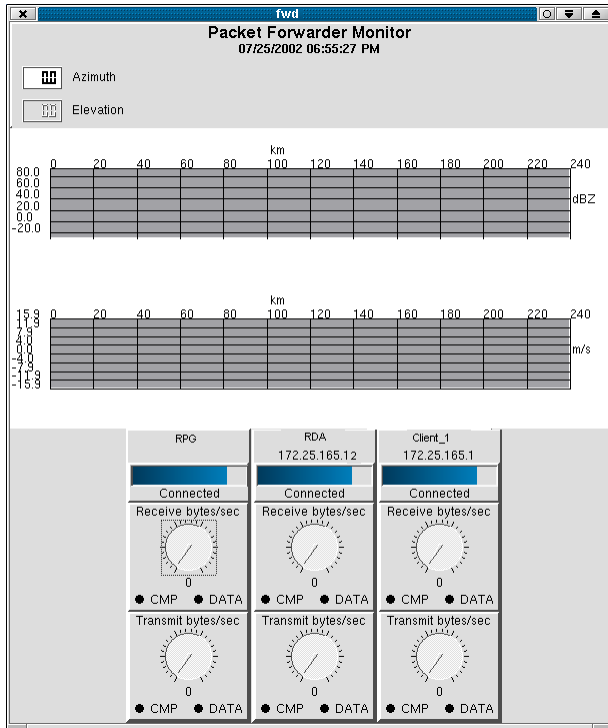 fwd
Packet Forwarder Monitor
07/25/2002 06:55:27 PM
0.0 Azimuth
0.0 Elevation
km
0 20 40 60 80 100 120 140 160 180 200 220 240
80.0
60.0
40.0
20.0
0.0
-20.0
dBZ
km
0 20 40 60 80 100 120 140 160 180 200 220 240
15.9
11.9
7.9
4.0
0.0
-4.0
-7.9
-11.9
-15.9
m/s
RPG
RDA
172.25.165.12
Client_1
172.25.165.1
Connected Connected Connected
Receive bytes/sec Receive bytes/sec Receive bytes/sec
0 0 0
CMP DATA CMP DATA CMP DATA
Transmit bytes/sec Transmit bytes/sec Transmit bytes/sec
0 0 0
CMP DATA CMP DATA CMP DATA